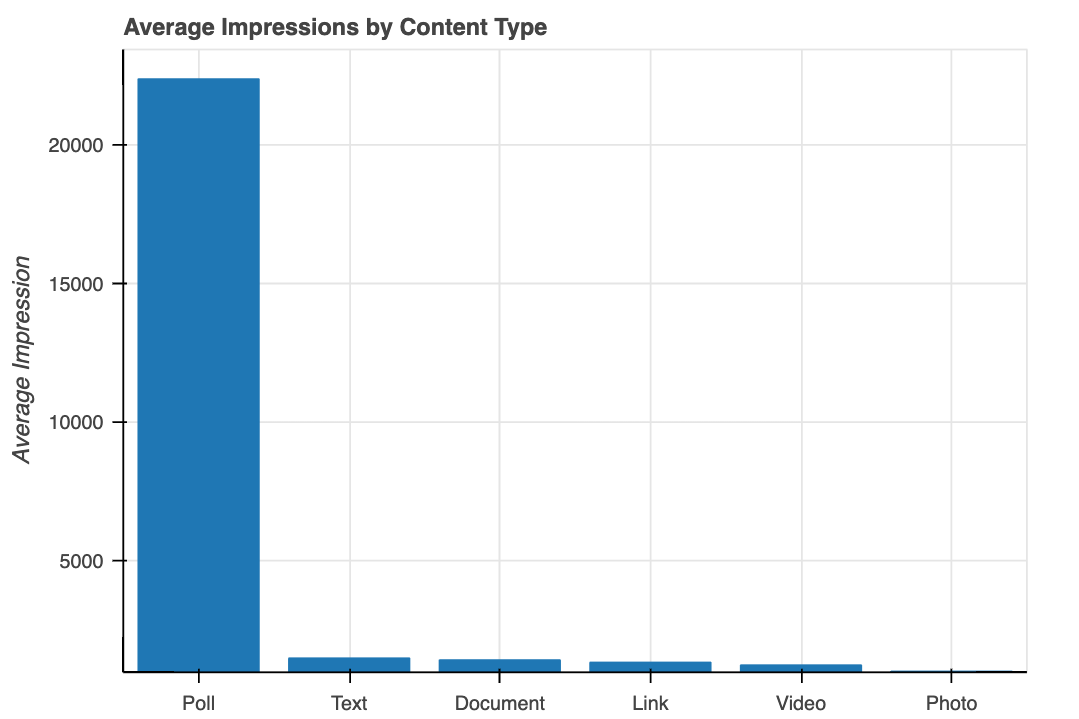 Average Impressions by Content Type
Average Impression
20000
15000
10000
5000
Poll Text Document Link Video Photo